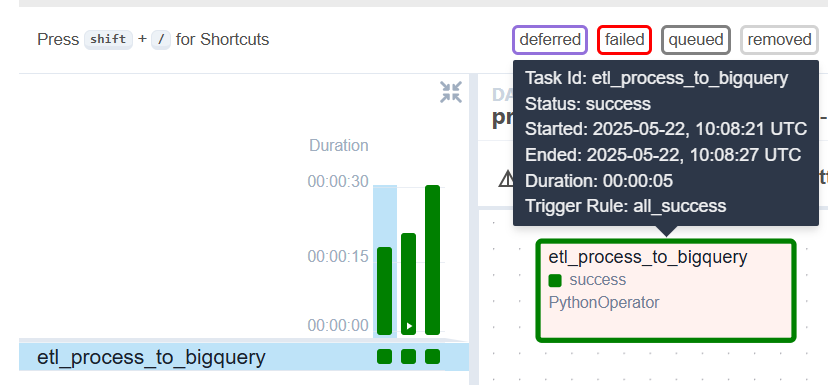 Press shift + / for Shortcuts
deferred failed queued removed
Task Id: etl_process_to_bigquery
Status: success
Started: 2025-05-22, 10:08:21 UTC
Ended: 2025-05-22, 10:08:27 UTC
Duration: 00:00:05
Trigger Rule: all_success
Duration
00:00:30
00:00:15
00:00:00
etl_process_to_bigquery
etl_process_to_bigquery
success
PythonOperator